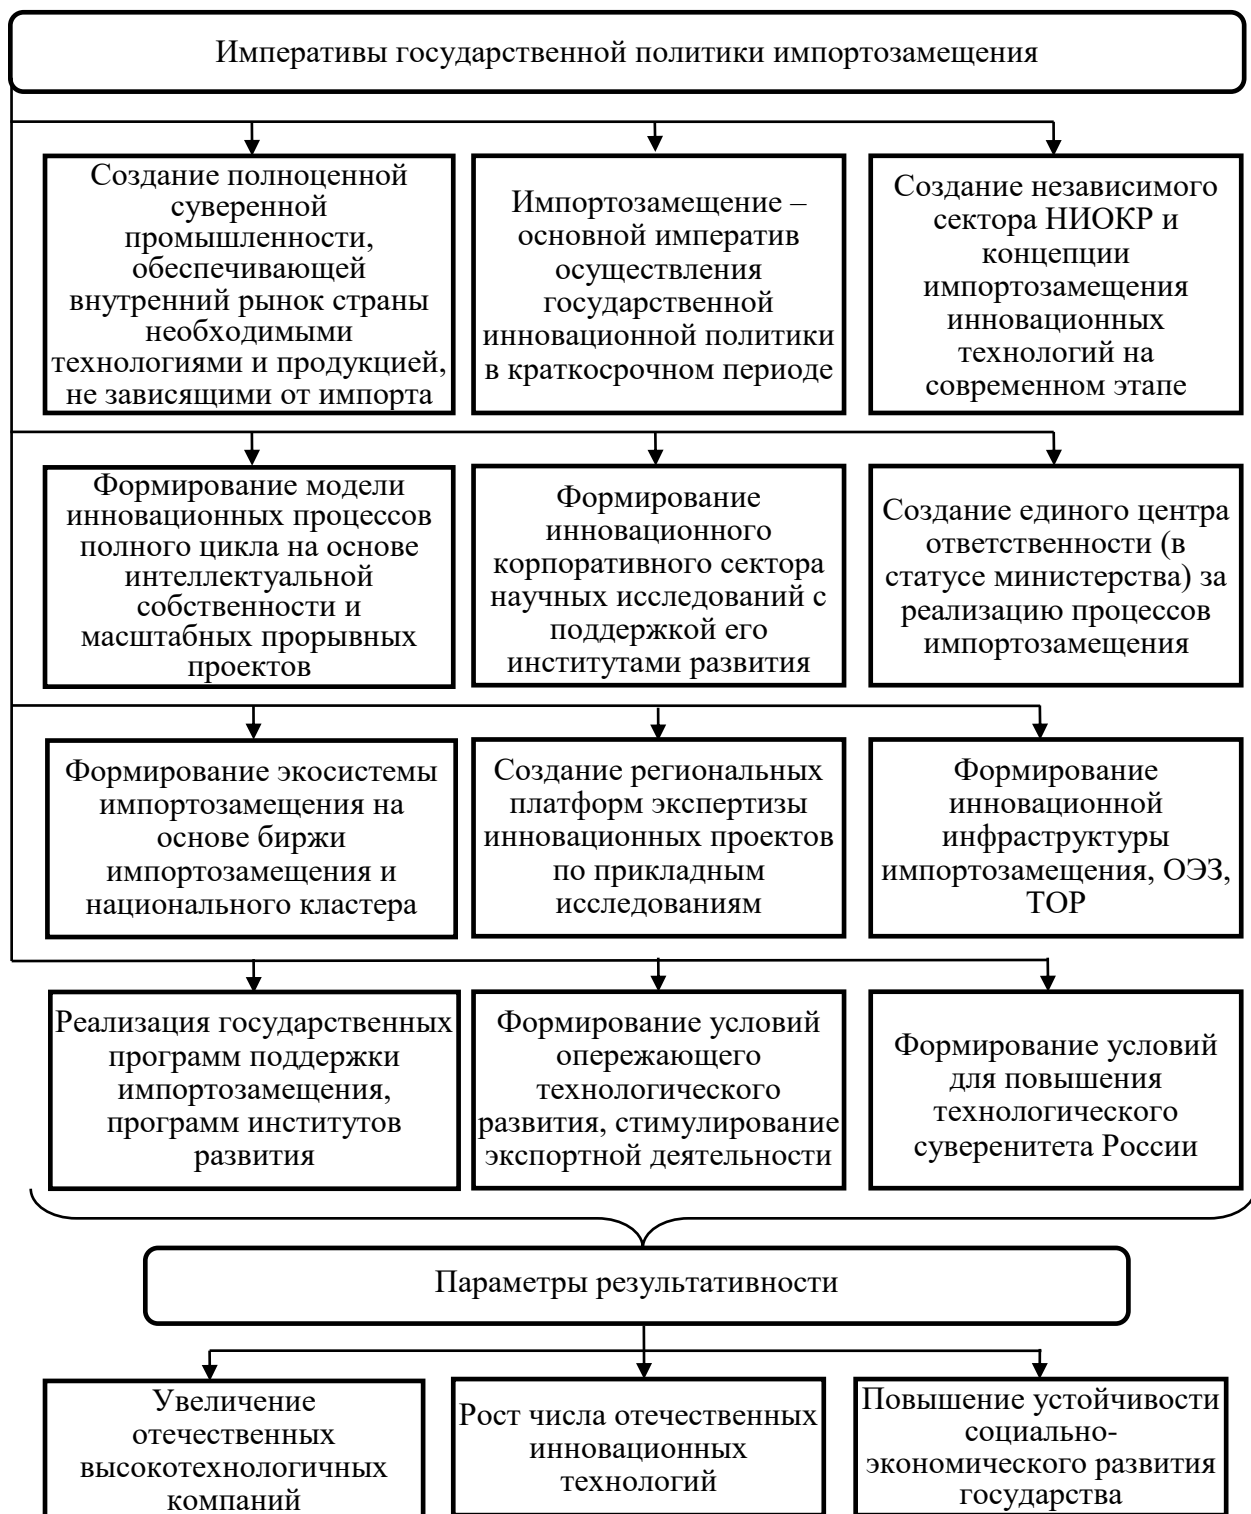 Императивы государственной политики импортозамещения
Создание полноценной
суверенной
промышленности,
обеспечивающей
внутренний рынок страны
необходимыми
технологиями и продукцией,
не зависящими от импорта
Импортозамещение –
основной императив
осуществления
государственной
инновационной политики
в краткосрочном периоде
Создание независимого
сектора НИОКР и
концепции
импортозамещения
инновационных
технологий на
современном этапе
Формирование модели
инновационных процессов
полного цикла на основе
интеллектуальной
собственности и
масштабных прорывных
проектов
Формирование
инновационного
корпоративного сектора
научных исследований с
поддержкой его
институтами развития
Создание единого центра
ответственности (в
статусе министерства) за
реализацию процессов
импортозамещения
Формирование экосистемы
импортозамещения на
основе биржи
импортозамещения и
национального кластера
Создание региональных
платформ экспертизы
инновационных проектов
по прикладным
исследованиям
Формирование
инновационной
инфраструктуры
импортозамещения, ОЭЗ,
ТОР
Реализация государственных
программ поддержки
импортозамещения,
программ институтов
развития
Формирование условий
опережающего
технологического
развития, стимулирование
экспортной деятельности
Формирование условий
для повышения
технологического
суверенитета России
Параметры результативности
Увеличение
отечественных
высокотехнологичных
компаний
Рост числа отечественных
инновационных
технологий
Повышение устойчивости
социально-
экономического развития
государства